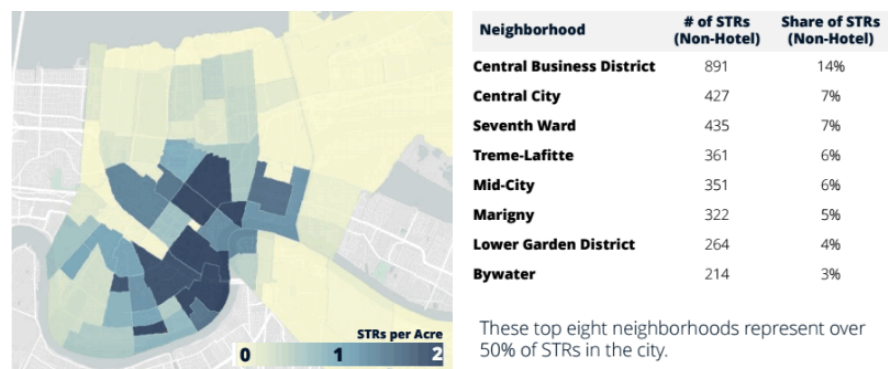 STRs per Acre
0 1 2
Neighborhood # of STRs (Non-Hotel) Share of STRs (Non-Hotel)
Central Business District 891 14%
Central City 427 7%
Seventh Ward 435 7%
Treme-Lafitte 361 6%
Mid-City 351 6%
Marigny 322 5%
Lower Garden District 264 4%
Bywater 214 3%
These top eight neighborhoods represent over
50% of STRs in the city.